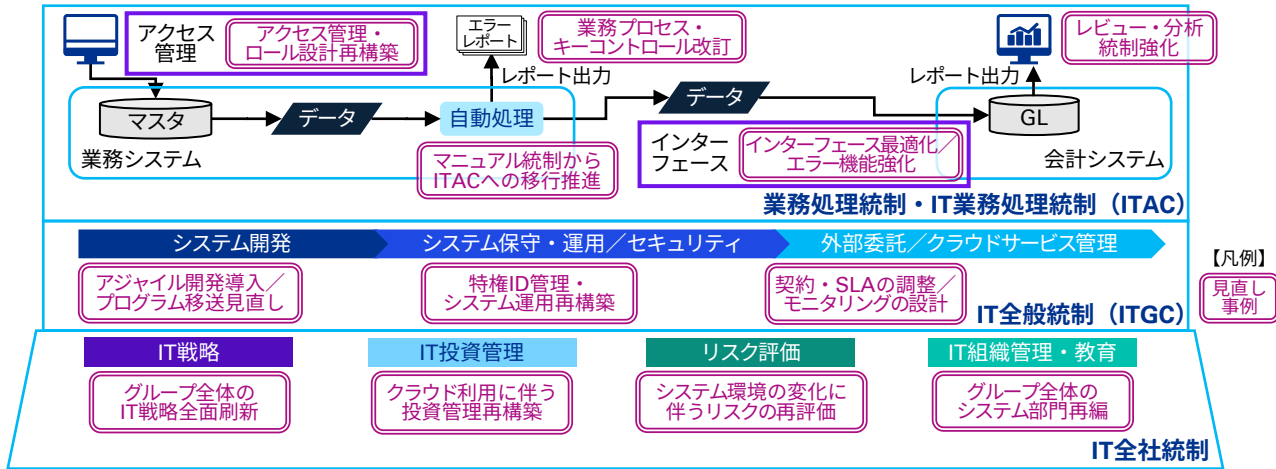 アクセス
管理
アクセス管理・
ロール設計再構築
エラー
レポート
業務プロセス・
キーコントロール改訂
レビュー・分析
統制強化
レポート出力
レポート出力
マスタ
データ
自動処理
データ
GL
業務システム
マニュアル統制から
ITACへの移行推進
インター
フェース
インターフェース最適化／
エラー機能強化
会計システム
業務処理統制・IT業務処理統制（ITAC）
システム開発
システム保守・運用／セキュリティ
外部委託／クラウドサービス管理
アジャイル開発導入／
プログラム移送見直し
特権ID管理・
システム運用再構築
契約・SLAの調整／
モニタリングの設計
IT全般統制（ITGC）
【凡例】
見直し
事例
IT戦略
IT投資管理
リスク評価
IT組織管理・教育
グループ全体の
IT戦略全面刷新
クラウド利用に伴う
投資管理再構築
システム環境の変化に
伴うリスクの再評価
グループ全体の
システム部門再編
IT全社統制